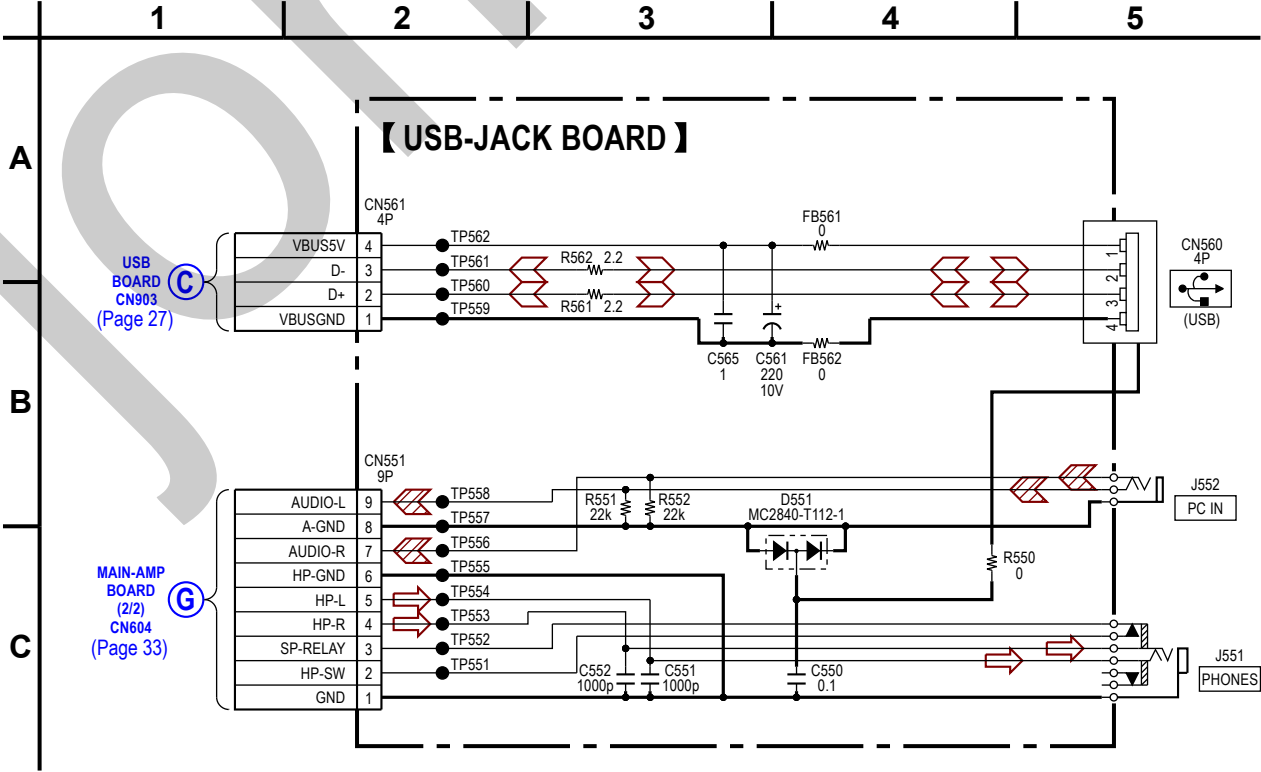 1 2 3 4 5
A
B
C
【 USB-JACK BOARD 】
CN561
4P
USB
BOARD
CN903
(Page 27)
C
VBUS5V 4 TP562
D- 3 TP561
D+ 2 TP560
VBUSGND 1 TP559
R562 2.2
R561 2.2
FB561
0
C565
1
C561
220
10V
+
FB562
0
1
2
3
4
CN560
4P
(USB)
CN551
9P
MAIN-AMP
BOARD
(2/2)
CN604
(Page 33)
G
AUDIO-L 9 TP558
A-GND 8 TP557
AUDIO-R 7 TP556
HP-GND 6 TP555
HP-L 5 TP554
HP-R 4 TP553
SP-RELAY 3 TP552
HP-SW 2 TP551
GND 1
R551
22k
R552
22k
D551
MC2840-T112-1
R550
0
C552
1000p
C551
1000p
C550
0.1
J552
PC IN
J551
PHONES